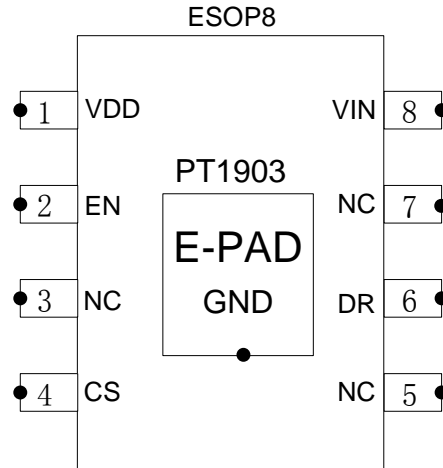 ESOP8
1 VDD VIN 8
PT1903
2 EN NC 7
E-PAD
3 NC GND DR 6
4 CS NC 5